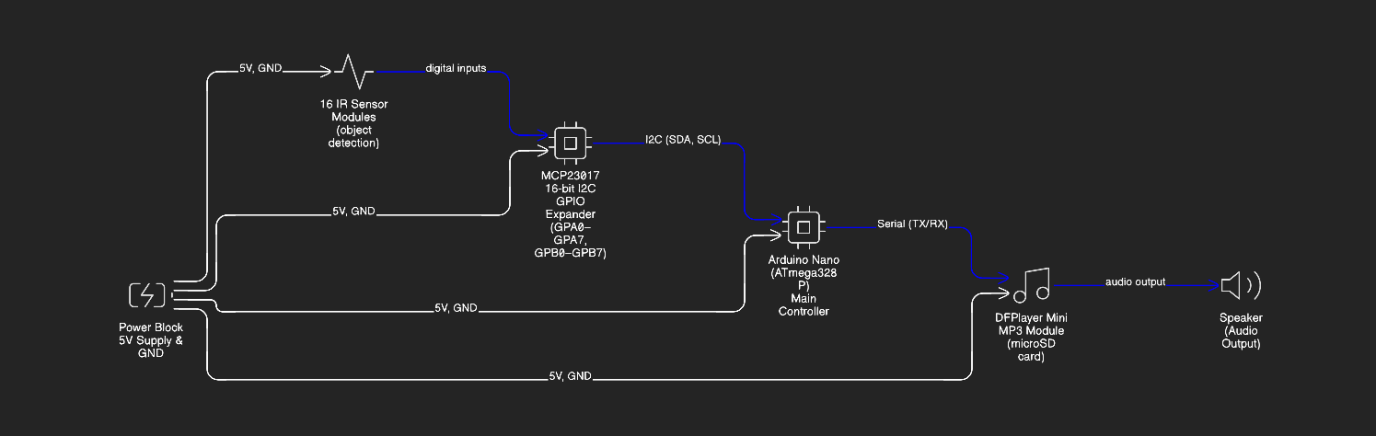 5V, GND
digital inputs
16 IR Sensor
Modules
(object
detection)
I2C (SDA, SCL)
MCP23017
16-bit I2C
GPIO
Expander
(GPA0–
GPA7,
GPB0–GPB7)
5V, GND
Serial (TX/RX)
Arduino Nano
(ATmega328
P)
Main
Controller
audio output
5V, GND
Power Block
5V Supply &
GND
DFPlayer Mini
MP3 Module
(microSD
card)
Speaker
(Audio
Output)
5V, GND